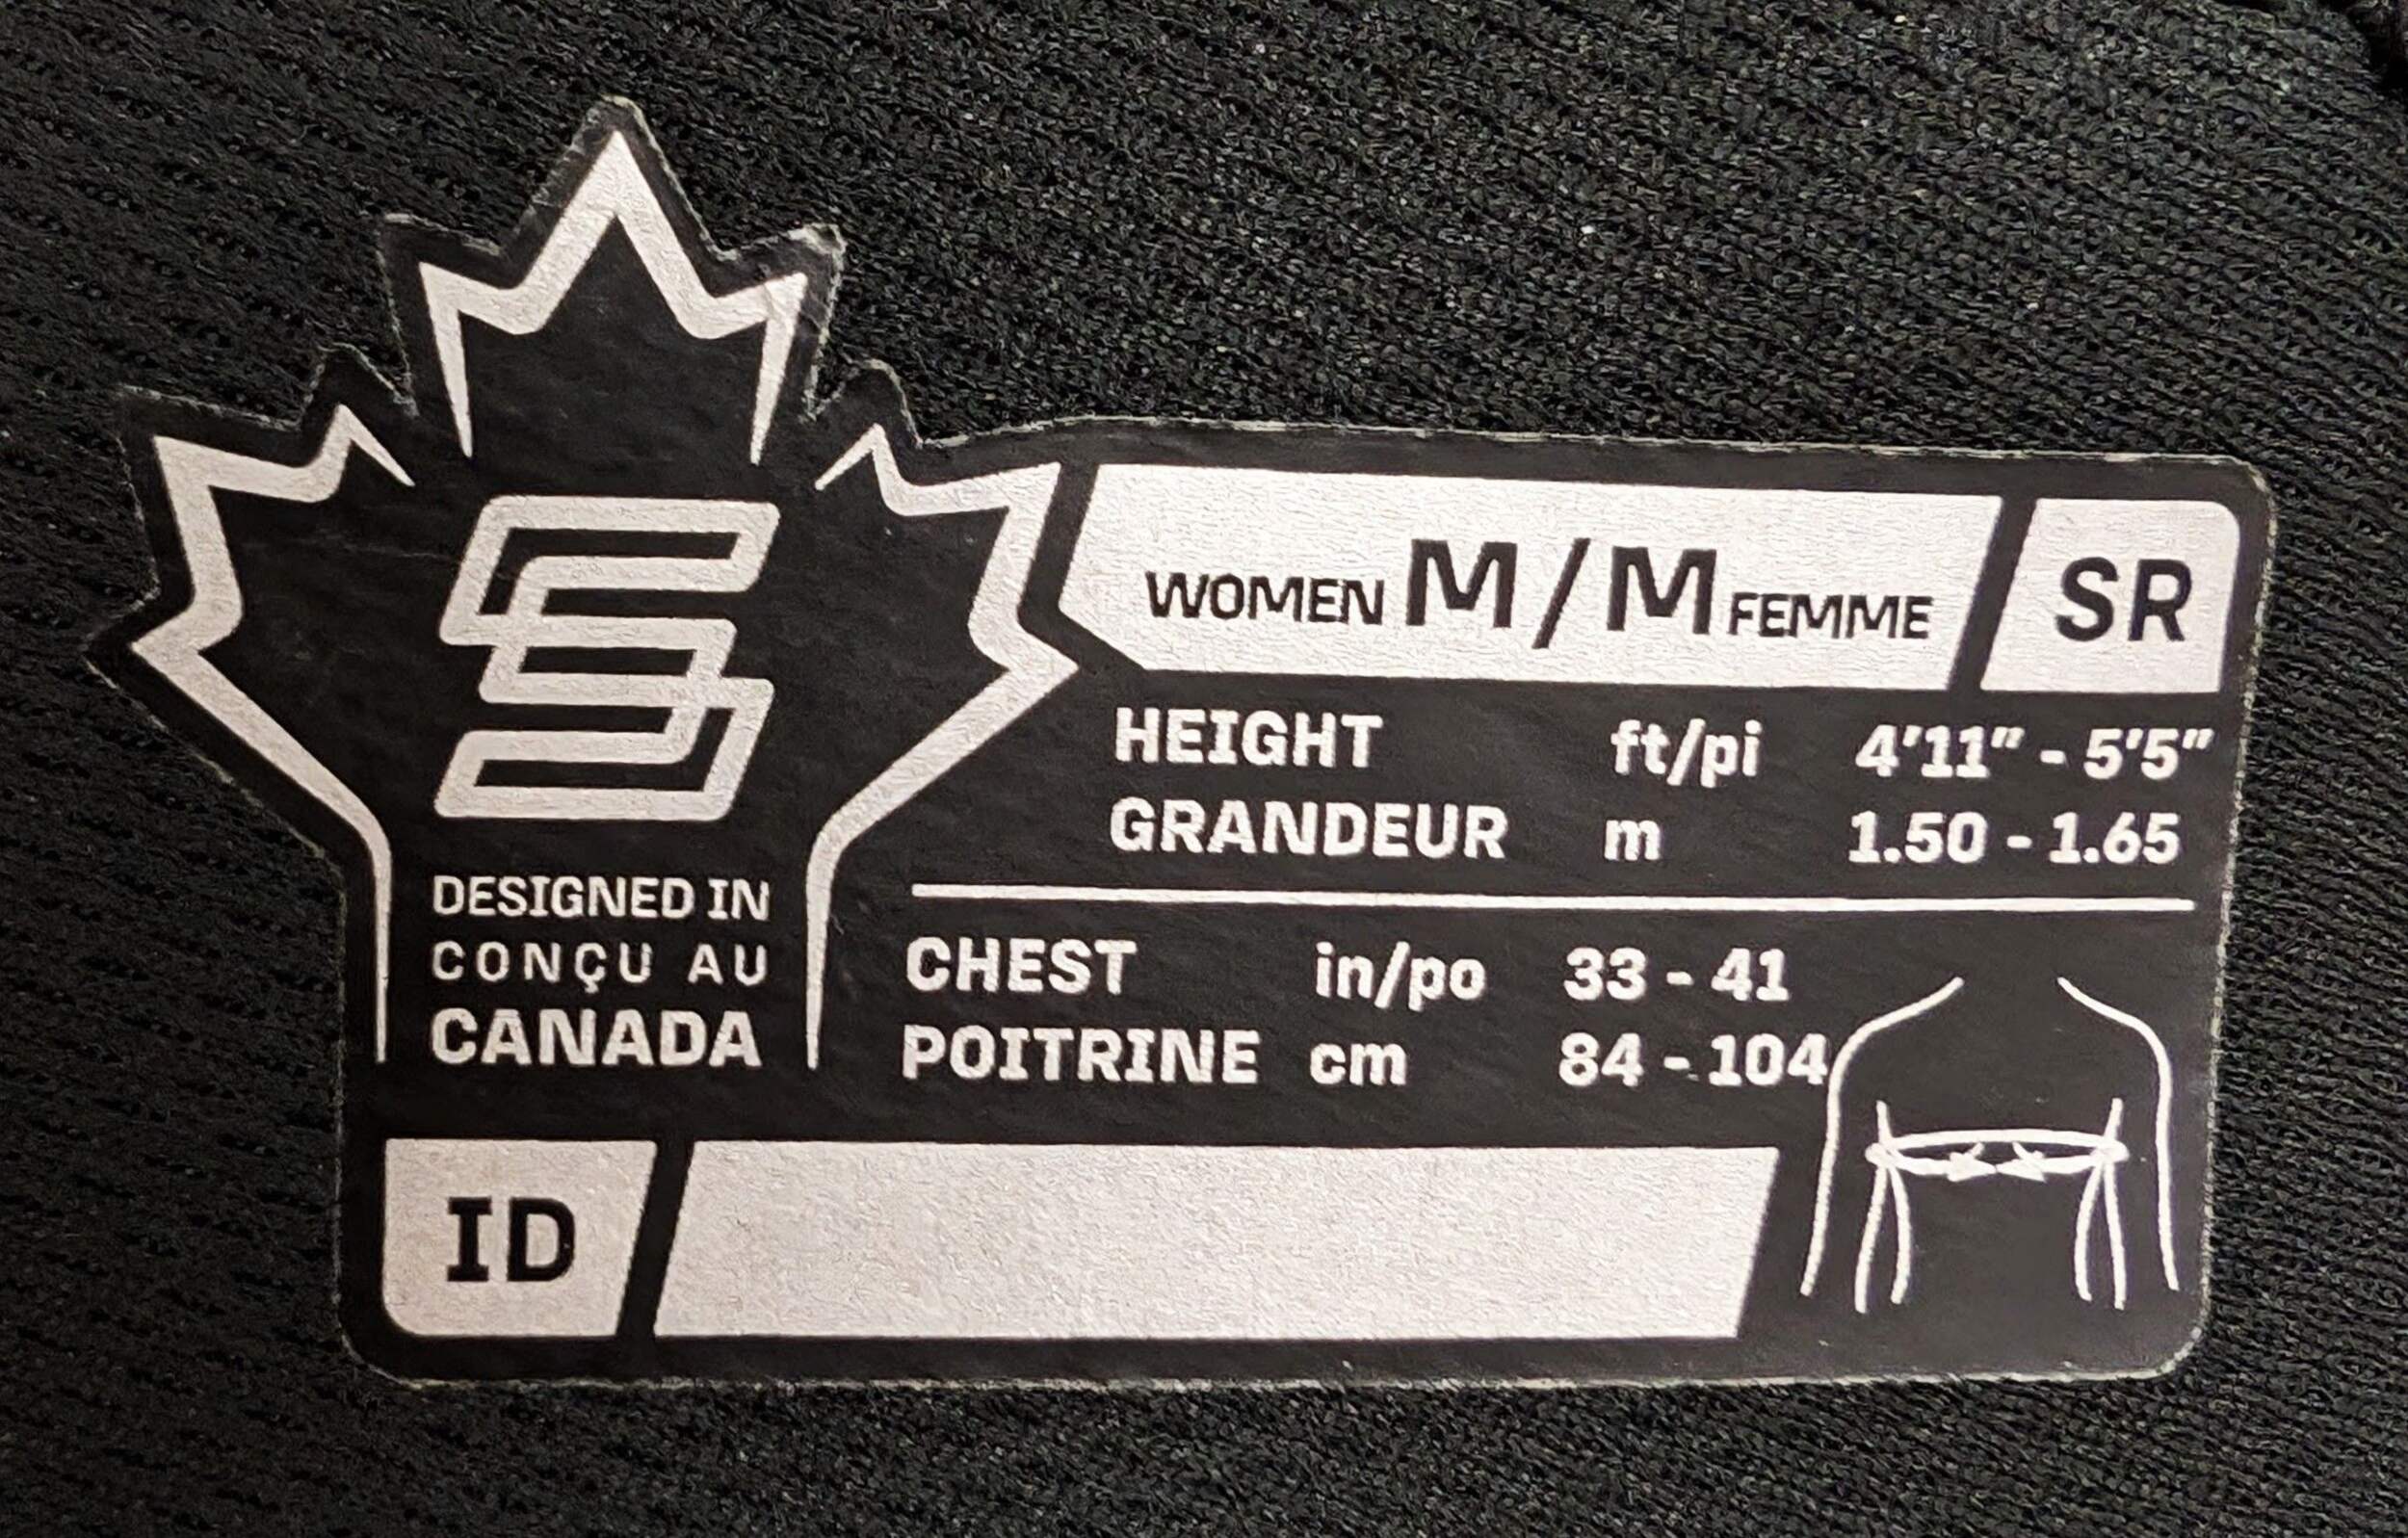 WOMEN M / M FEMME SR
HEIGHT ft/pi 4'11" - 5'5"
GRANDEUR m 1.50 - 1.65
DESIGNED IN
CONÇU AU
CANADA
CHEST in/po 33 - 41
POITRINE cm 84 - 104
ID